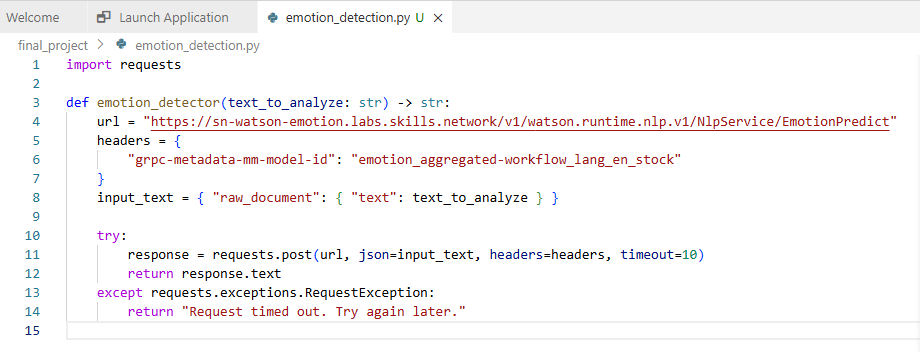 Welcome Launch Application emotion_detection.py U ×
final_project > emotion_detection.py
1 import requests
2
3 def emotion_detector(text_to_analyze: str) -> str:
4     url = "https://sn-watson-emotion.labs.skills.network/v1/watson.runtime.nlp.v1/NlpService/EmotionPredict"
5     headers = {
6         "grpc-metadata-mm-model-id": "emotion_aggregated-workflow_lang_en_stock"
7     }
8     input_text = { "raw_document": { "text": text_to_analyze } }
9
10     try:
11         response = requests.post(url, json=input_text, headers=headers, timeout=10)
12         return response.text
13     except requests.exceptions.RequestException:
14         return "Request timed out. Try again later."
15